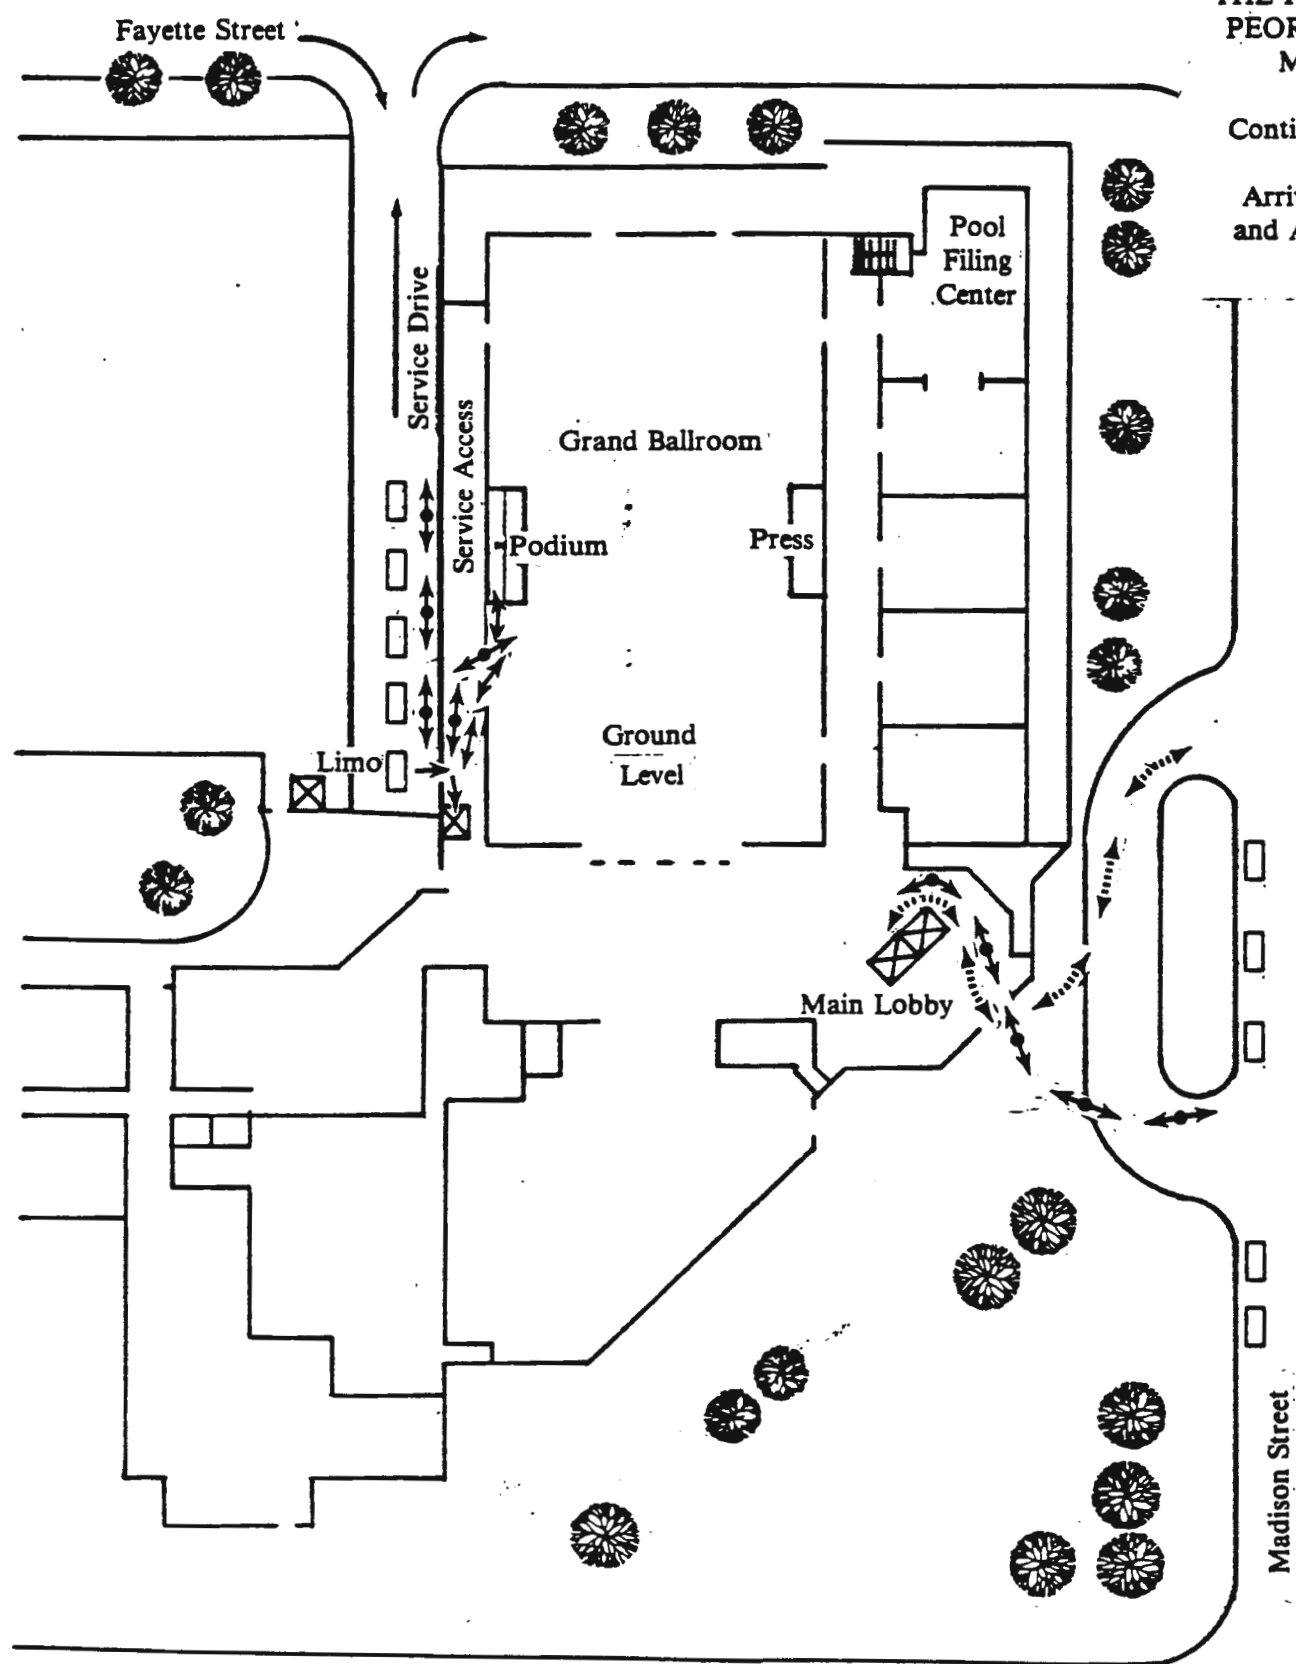 Fayette Street
PEOR
M
Conti
Arri
and A
Pool
Filing
Center
Service Drive
Service Access
Grand Ballroom
Podium
Press
Limo
Ground
Level
Main Lobby
Madison Street